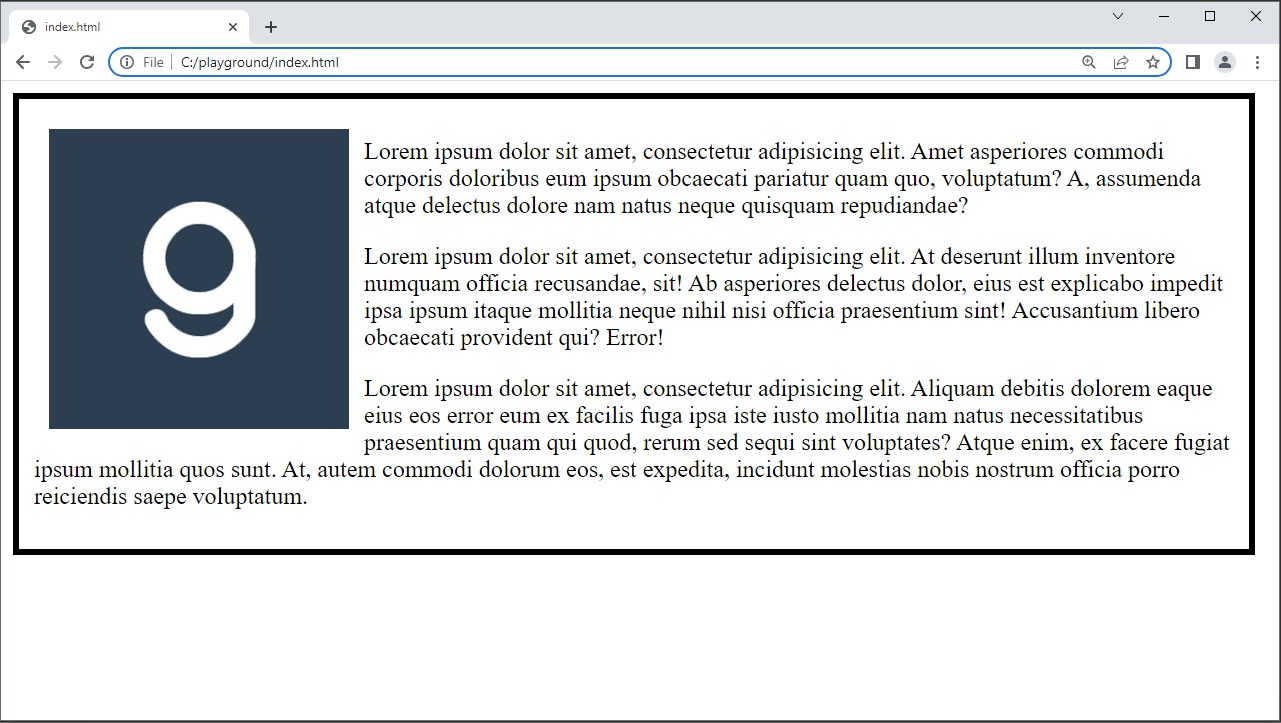 index.html
File
C:/playground/index.html
g
Lorem ipsum dolor sit amet, consectetur adipisicing elit. Amet asperiores commodi
corporis doloribus eum ipsum obcaecati pariatur quam quo, voluptatum? A, assumenda
atque delectus dolore nam natus neque quisquam repudiandae?
Lorem ipsum dolor sit amet, consectetur adipisicing elit. At deserunt illum inventore
numquam officia recusandae, sit! Ab asperiores delectus dolor, eius est explicabo impedit
ipsa ipsum itaque mollitia neque nihil nisi officia praesentium sint! Accusantium libero
obcaecati provident qui? Error!
Lorem ipsum dolor sit amet, consectetur adipisicing elit. Aliquam debitis dolorem eaque
eius eos error eum ex facilis fuga ipsa iste iusto mollitia nam natus necessitatibus
praesentium quam qui quod, rerum sed sequi sint voluptates? Atque enim, ex facere fugiat
ipsum mollitia quos sunt. At, autem commodi dolorum eos, est expedita, incidunt molestias nobis nostrum officia porro
reiciendis saepe voluptatum.